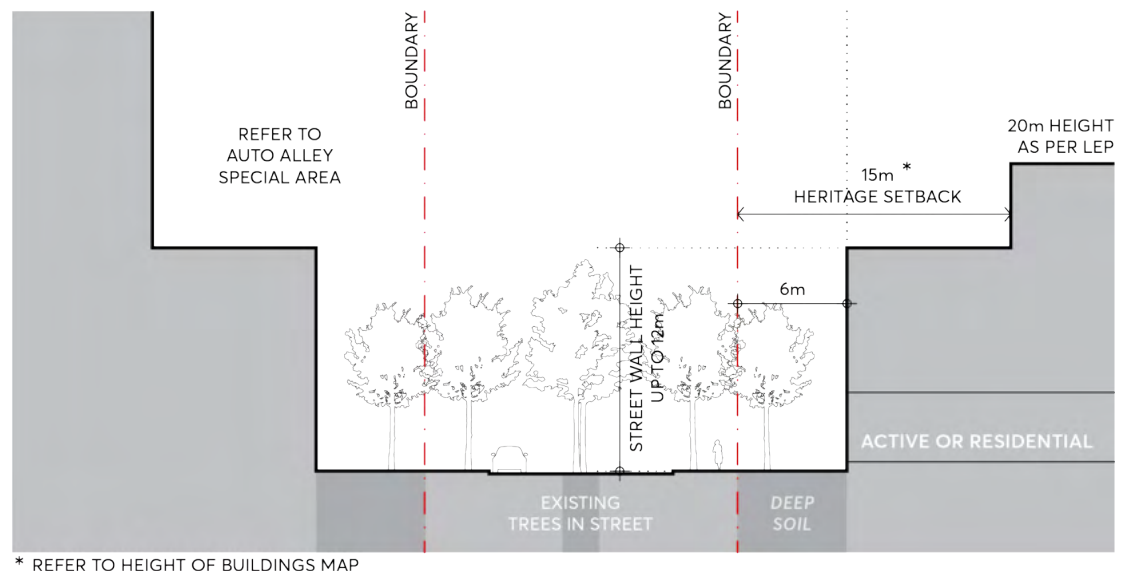 BOUNDARY
BOUNDARY
REFER TO
AUTO ALLEY
SPECIAL AREA
20m HEIGHT
AS PER LEP
15m *
HERITAGE SETBACK
6m
STREET WALL HEIGHT
UP TO 12m
ACTIVE OR RESIDENTIAL
EXISTING
TREES IN STREET
DEEP
SOIL
* REFER TO HEIGHT OF BUILDINGS MAP